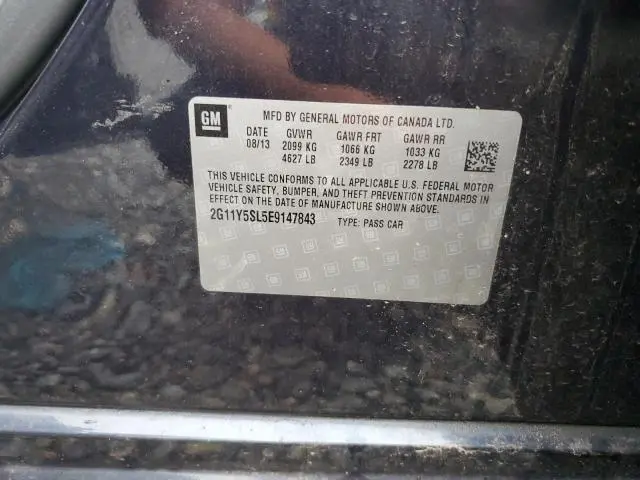 GM
MFD BY GENERAL MOTORS OF CANADA LTD.
DATE GVWR GAWR FRT GAWR RR
08/13 2099 KG 1066 KG 1033 KG
4627 LB 2349 LB 2278 LB
THIS VEHICLE CONFORMS TO ALL APPLICABLE U.S. FEDERAL MOTOR
VEHICLE SAFETY, BUMPER, AND THEFT PREVENTION STANDARDS IN
EFFECT ON THE DATE OF MANUFACTURE SHOWN ABOVE.
2G11Y5SL5E9147843 TYPE: PASS CAR